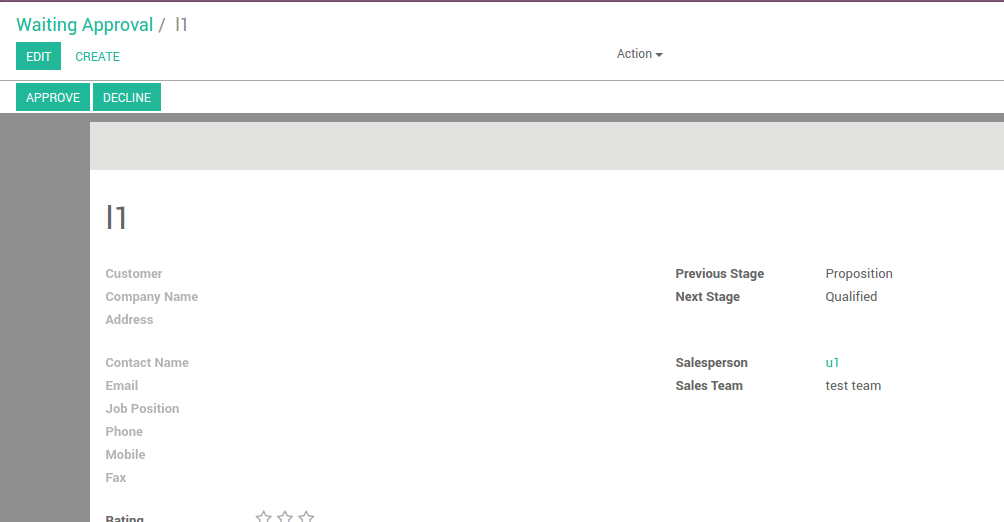 Waiting Approval / l1
EDIT CREATE Action
APPROVE DECLINE
l1
Customer Previous Stage Proposition
Company Name Next Stage Qualified
Address
Contact Name Salesperson u1
Email Sales Team test team
Job Position
Phone
Mobile
Fax
Rating